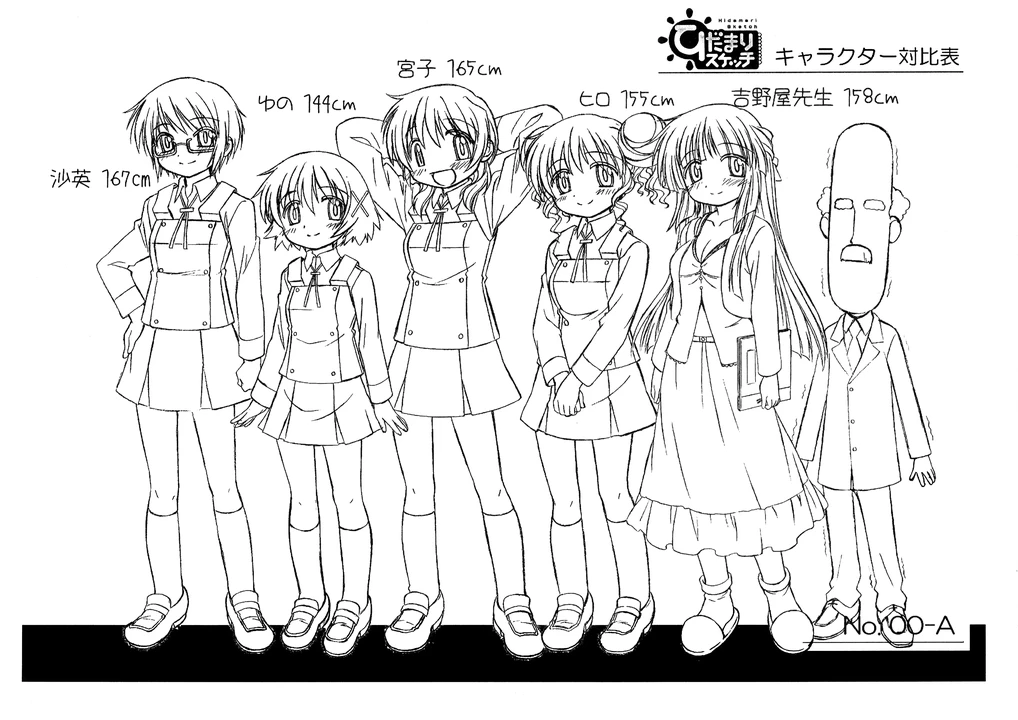 Hidamari
Sketch
ひだまり
スケッチ
キャラクター対比表
宮子 165cm
ゆの 144cm
ヒロ 155cm
吉野屋先生 158cm
沙英 167cm
No. 00-A